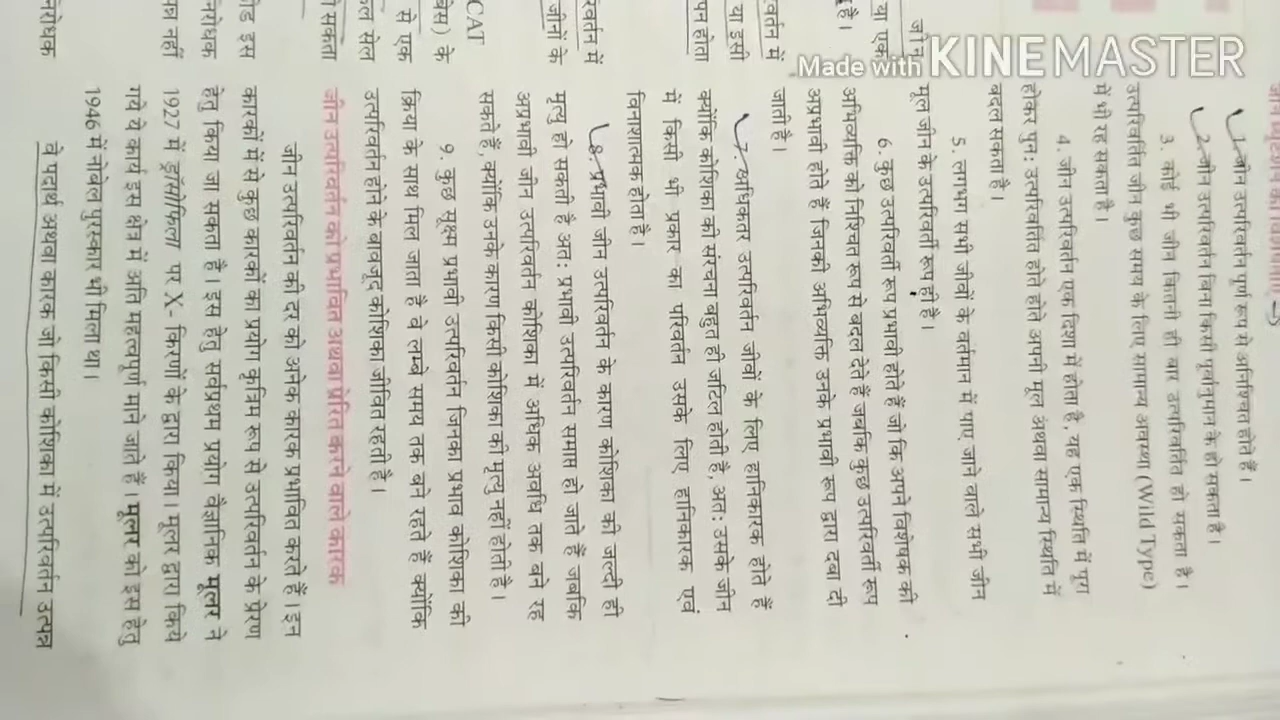 Made with KINEMASTER
1. जीन उत्परिवर्तन पूर्ण रूप से अनिश्चित होते है।
2. जीन उत्परिवर्तन बिना किसी पूर्वानुमान के हो सकता है।
3. कोई भी जीन कितनी ही बार उत्परिवर्तित हो सकता है।
उत्परिवर्तित जीन कुछ समय के लिए सामान्य अवस्था (Wild Type)
में भी रह सकता है।
4. जीन उत्परिवर्तन एक दिशा में होता है, यह एक स्थिति में पूरा
होकर पुन: उत्परिवर्तित होते होते अपनी मूल अथवा सामान्य स्थिति में
बदल सकता है।
5. लगभग सभी जीवों के वर्तमान में पाए जाने वाले सभी जीन
मूल जीन के उत्परिवर्ती रूप ही है।
6. कुछ उत्परिवर्ती रूप प्रभावी होते हैं जो कि अपने विशेषक की
अभिव्यक्ति को निश्चित रूप से बदल देते हैं जबकि कुछ उत्परिवर्ती रूप
अप्रभावी होते हैं जिनकी अभिव्यक्ति उनके प्रभावी रूप द्वारा दबा दी
जाती है।
7. अधिकतर उत्परिवर्तन जीवों के लिए हानिकारक होते हैं
क्योंकि कोशिका की संरचना बहुत ही जटिल होती है, अत: उसके जीन
में किसी भी प्रकार का परिवर्तन उसके लिए हानिकारक एवं
विनाशात्मक होता है।
8. प्रभावी जीन उत्परिवर्तन के कारण कोशिका की जल्दी ही
मृत्यु हो सकती है अत: प्रभावी उत्परिवर्तन समाप्त हो जाते हैं जबकि
अप्रभावी जीन उत्परिवर्तन कोशिका में अधिक अवधि तक बने रह
सकते हैं, क्योंकि उनके कारण किसी कोशिका की मृत्यु नहीं होती है।
9. कुछ सूक्ष्म प्रभावी उत्परिवर्तन जिनका प्रभाव कोशिका की
क्रिया के साथ मिल जाता है वे लम्बे समय तक बने रहते हैं क्योंकि
उत्परिवर्तन होने के बावजूद कोशिका जीवित रहती है।
जीन उत्परिवर्तन को प्रभावित अथवा प्रेरित करने वाले कारक
जीन उत्परिवर्तन की दर को अनेक कारक प्रभावित करते हैं। इन
कारकों में से कुछ कारकों का प्रयोग कृत्रिम रूप से उत्परिवर्तन के प्रेरण
हेतु किया जा सकता है। इस हेतु सर्वप्रथम प्रयोग वैज्ञानिक मूलर ने
1927 में ड्रॉसोफिला पर X- किरणों के द्वारा किया। मूलर द्वारा किये
गये ये कार्य इस क्षेत्र में अति महत्वपूर्ण माने जाते हैं। मूलर को इस हेतु
1946 में नोबेल पुरस्कार भी मिला था।
वे पदार्थ अथवा कारक जो किसी कोशिका में उत्परिवर्तन उत्पन्न